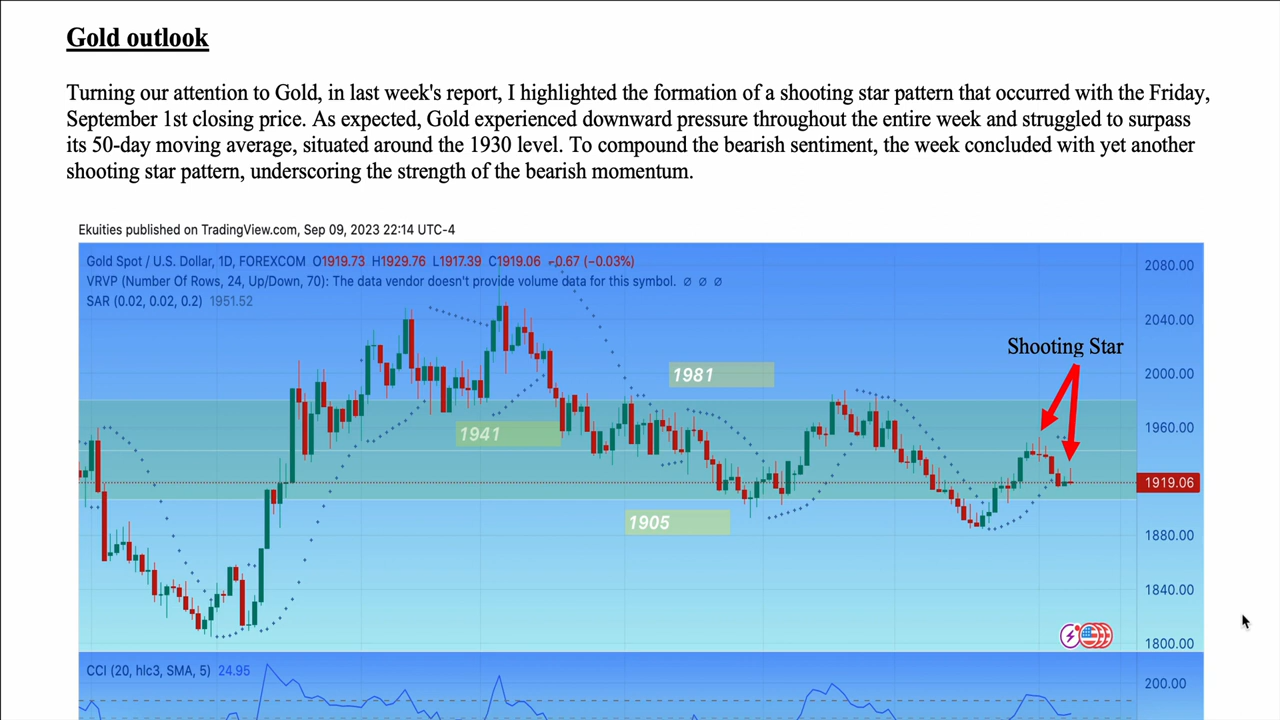 Gold outlook
Turning our attention to Gold, in last week's report, I highlighted the formation of a shooting star pattern that occurred with the Friday,
September 1st closing price. As expected, Gold experienced downward pressure throughout the entire week and struggled to surpass
its 50-day moving average, situated around the 1930 level. To compound the bearish sentiment, the week concluded with yet another
shooting star pattern, underscoring the strength of the bearish momentum.
Ekuities published on TradingView.com, Sep 09, 2023 22:14 UTC-4
Gold Spot / U.S. Dollar, 1D, FOREXCOM O1919.73 H1929.76 L1917.39 C1919.06 −0.67 (−0.03%)
VRVP (Number Of Rows, 24, Up/Down, 70): The data vendor doesn't provide volume data for this symbol. ∅ ∅ ∅
SAR (0.02, 0.02, 0.2) 1951.52
2080.00
2040.00
Shooting Star
1981
2000.00
1941
1960.00
1919.06
1905
1880.00
1840.00
1800.00
CCI (20, hlc3, SMA, 5) 24.95
200.00